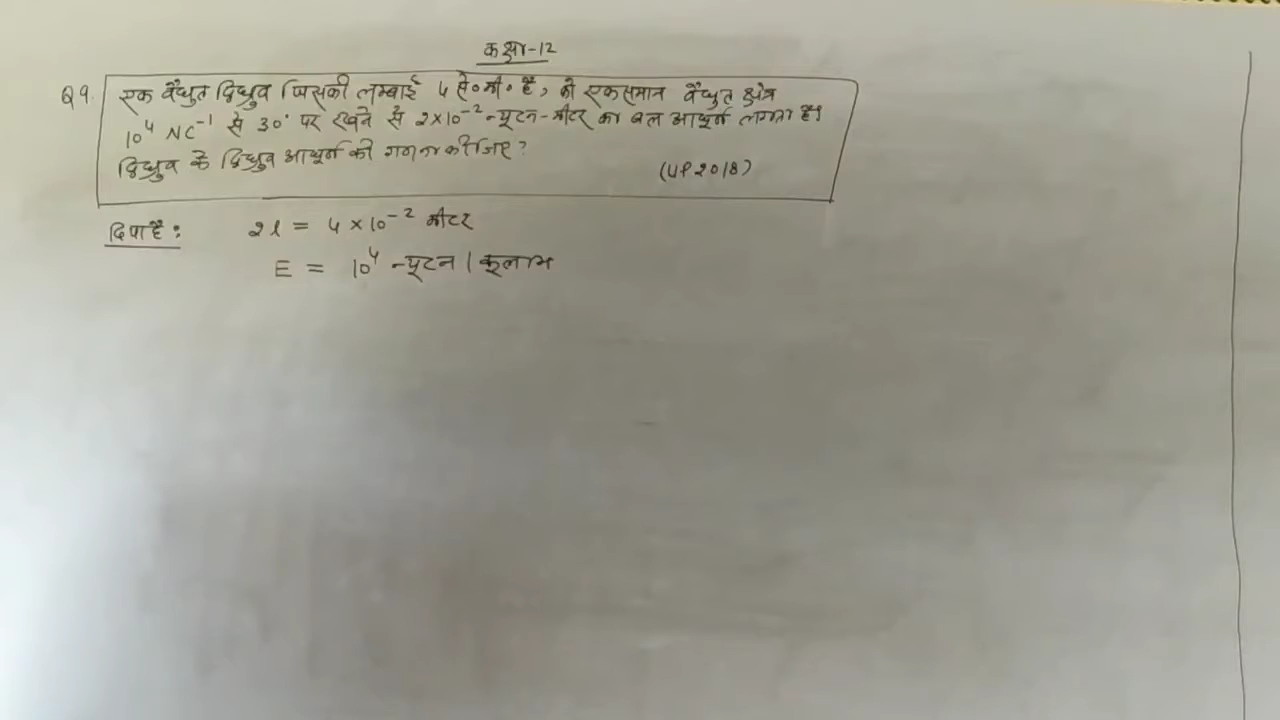 कक्षा-12
Q9. एक वैद्युत द्विध्रुव जिसकी लम्बाई 4 से०मी० है, को एकसमान वैद्युत क्षेत्र
10⁴ NC⁻¹ से 30° पर रखने से 2×10⁻² न्यूटन-मीटर का बल आघूर्ण लगता है।
द्विध्रुव के द्विध्रुव आघूर्ण की गणना कीजिए?
(UP 2018)
दिया है: 2l = 4×10⁻² मीटर
E = 10⁴ न्यूटन/कूलाम